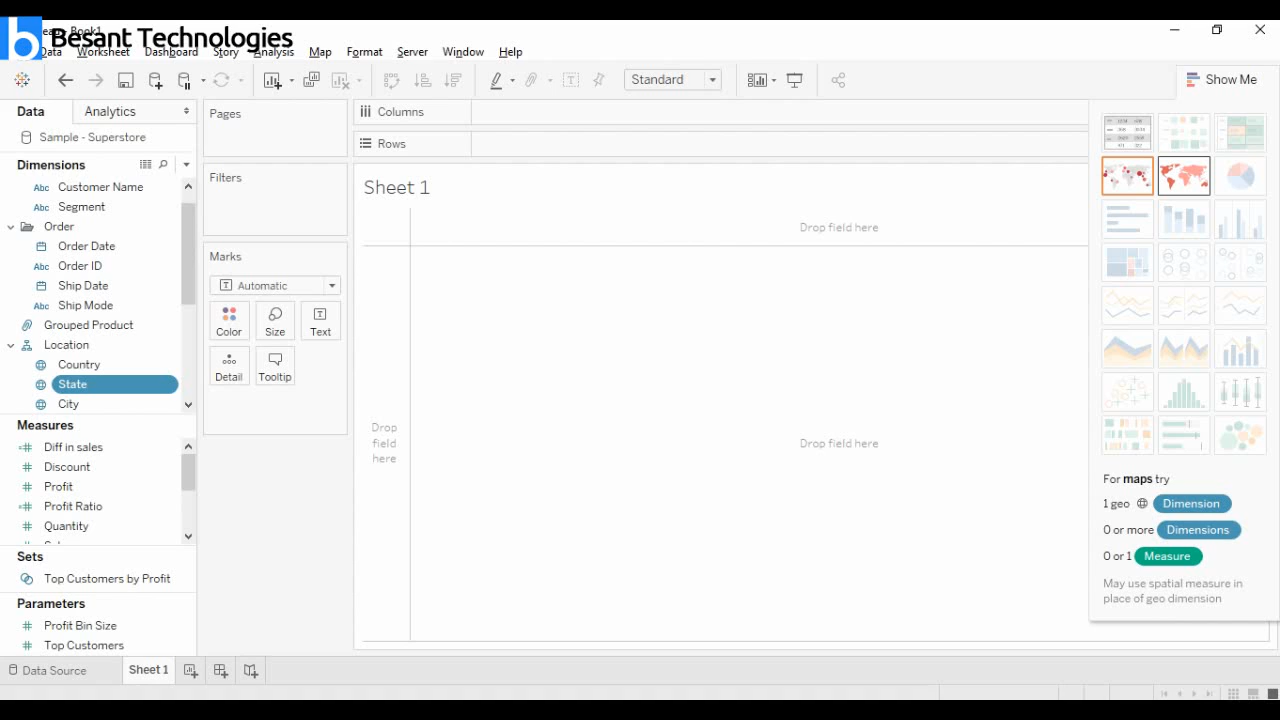 Besant Technologies
Book1
Data Worksheet Dashboard Story Analysis Map Format Server Window Help
Standard
Show Me
Data
Analytics
Sample - Superstore
Dimensions
Customer Name
Segment
Order
Order Date
Order ID
Ship Date
Ship Mode
Grouped Product
Location
Country
State
City
Measures
Diff in sales
Discount
Profit
Profit Ratio
Quantity
Sets
Top Customers by Profit
Parameters
Profit Bin Size
Top Customers
Pages
Filters
Marks
Automatic
Color
Size
Text
Detail
Tooltip
Columns
Rows
Sheet 1
Drop field here
Drop
field
here
Drop field here
For maps try
1 geo Dimension
0 or more Dimensions
0 or 1 Measure
May use spatial measure in
place of geo dimension
Data Source
Sheet 1